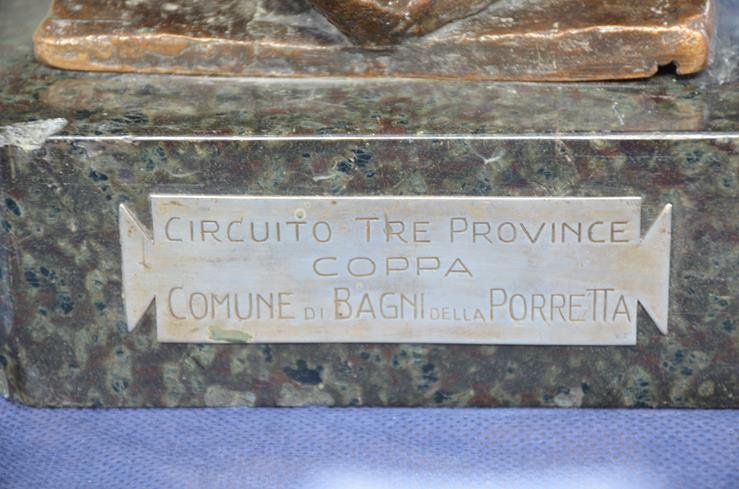 CIRCUITO TRE PROVINCE
COPPA
COMUNE DI BAGNI DELLA PORRETTA